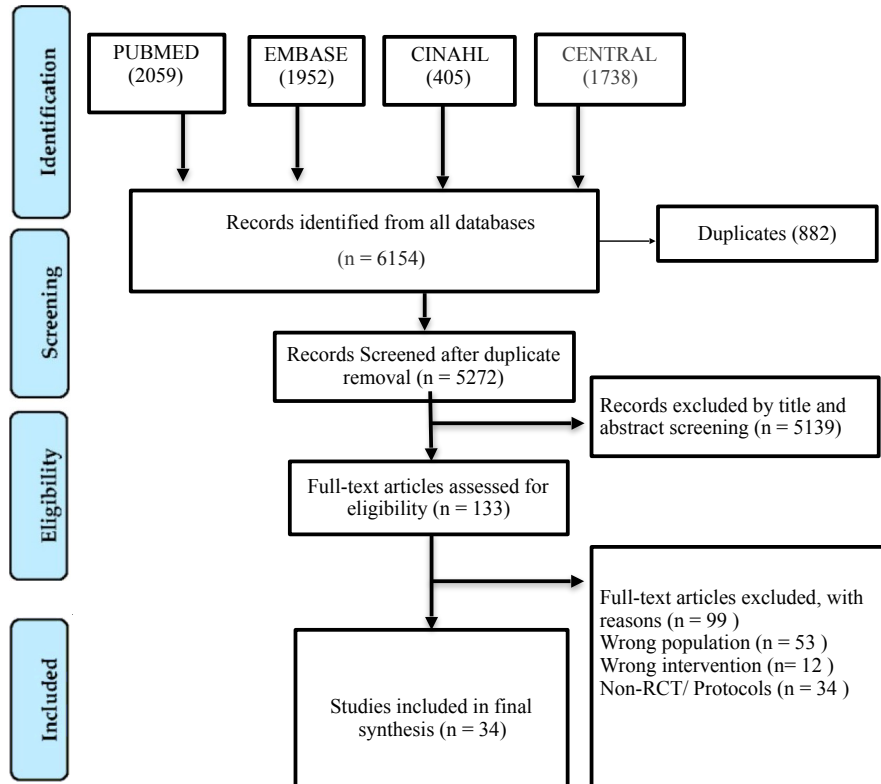 Identification
PUBMED
(2059)
EMBASE
(1952)
CINAHL
(405)
CENTRAL
(1738)
Records identified from all databases
(n = 6154)
Duplicates (882)
Screening
Records Screened after duplicate
removal (n = 5272)
Records excluded by title and
abstract screening (n = 5139)
Eligibility
Full-text articles assessed for
eligibility (n = 133)
Full-text articles excluded, with
reasons (n = 99 )
Wrong population (n = 53 )
Wrong intervention (n= 12 )
Non-RCT/ Protocols (n = 34 )
Included
Studies included in final
synthesis (n = 34)